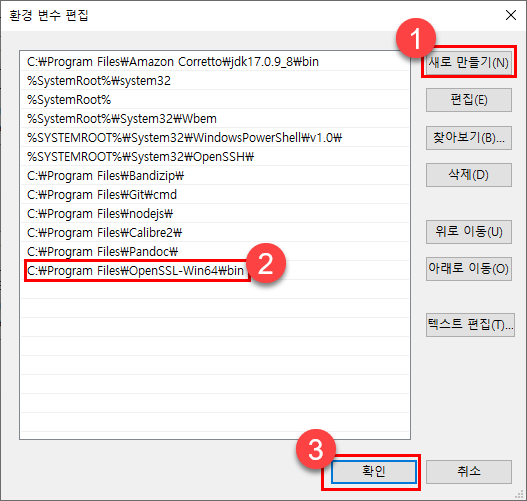 환경 변수 편집
1
C:₩Program Files₩Amazon Corretto₩jdk17.0.9_8₩bin
새로 만들기(N)
%SystemRoot%₩system32
%SystemRoot%
편집(E)
%SystemRoot%₩System32₩Wbem
%SYSTEMROOT%₩System32₩WindowsPowerShell₩v1.0₩
찾아보기(B)...
%SYSTEMROOT%₩System32₩OpenSSH₩
C:₩Program Files₩Bandizip₩
삭제(D)
C:₩Program Files₩Git₩cmd
C:₩Program Files₩nodejs₩
C:₩Program Files₩Calibre2₩
위로 이동(U)
C:₩Program Files₩Pandoc₩
C:₩Program Files₩OpenSSL-Win64₩bin
2
아래로 이동(O)
텍스트 편집(T)...
3
확인
취소